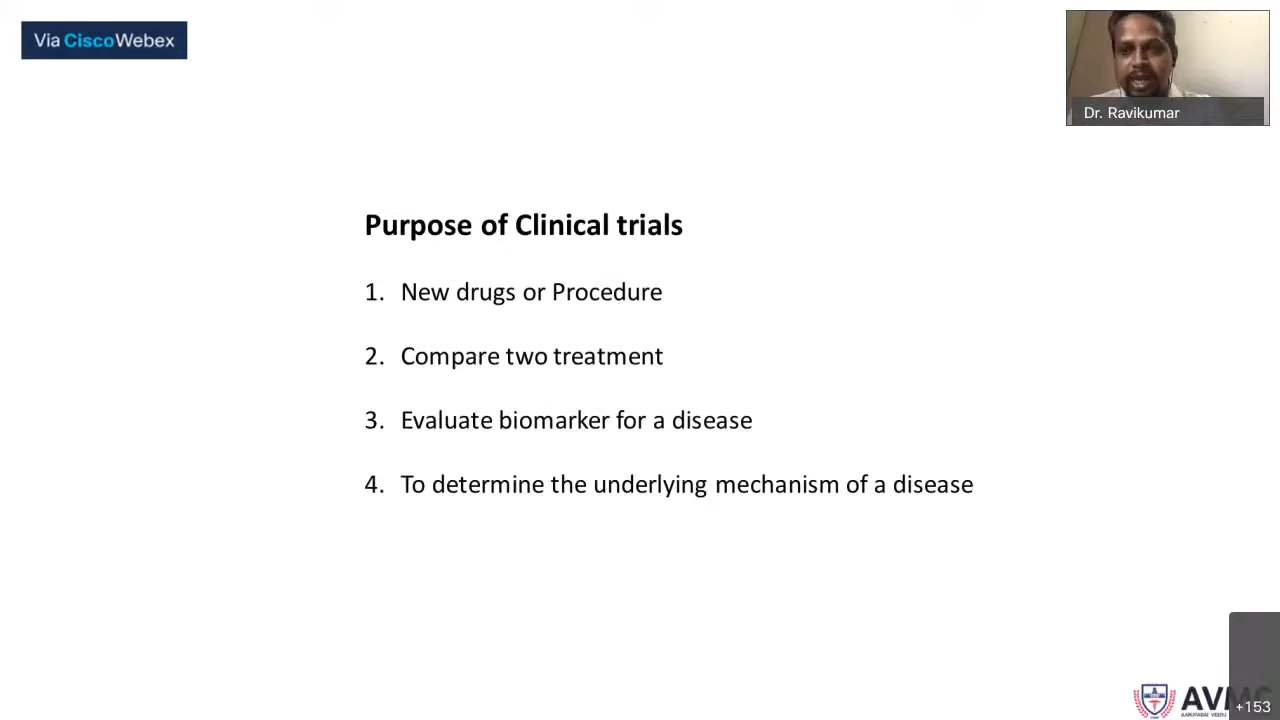 Via CiscoWebex
Dr. Ravikumar
Purpose of Clinical trials
1. New drugs or Procedure
2. Compare two treatment
3. Evaluate biomarker for a disease
4. To determine the underlying mechanism of a disease
+153